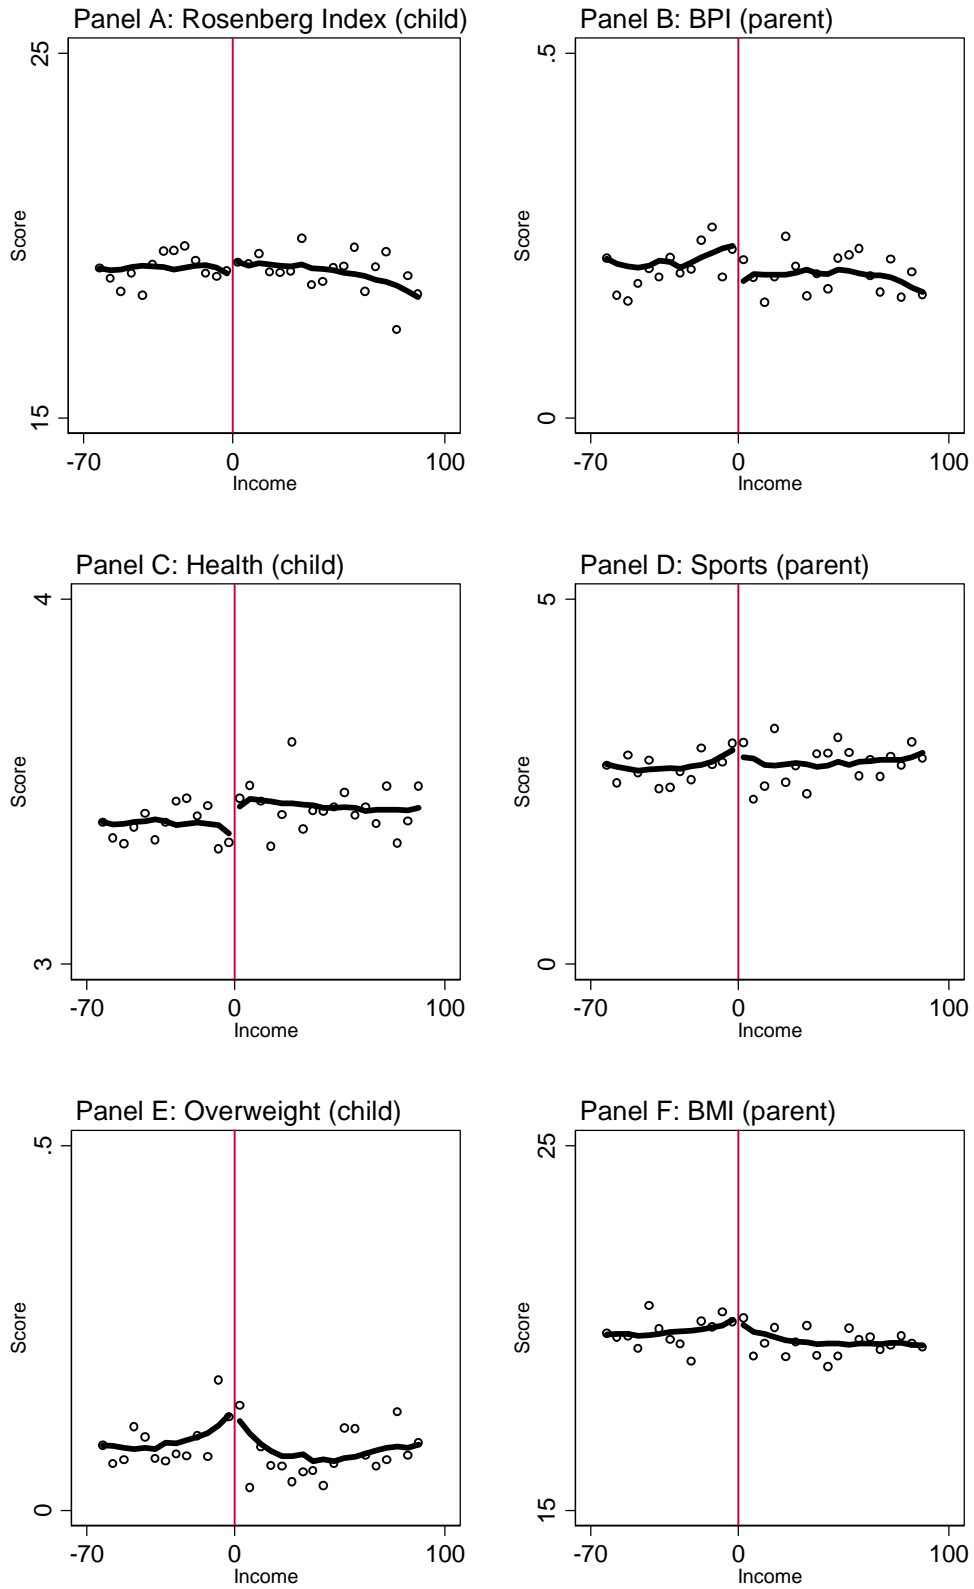 Panel A: Rosenberg Index (child)
25
Score
15
-70
0
100
Income
Panel B: BPI (parent)
.5
Score
0
-70
0
100
Income
Panel C: Health (child)
4
Score
3
-70
0
100
Income
Panel D: Sports (parent)
5
Score
0
-70
0
100
Income
Panel E: Overweight (child)
.5
Score
0
-70
0
100
Income
Panel F: BMI (parent)
25
Score
15
-70
0
100
Income